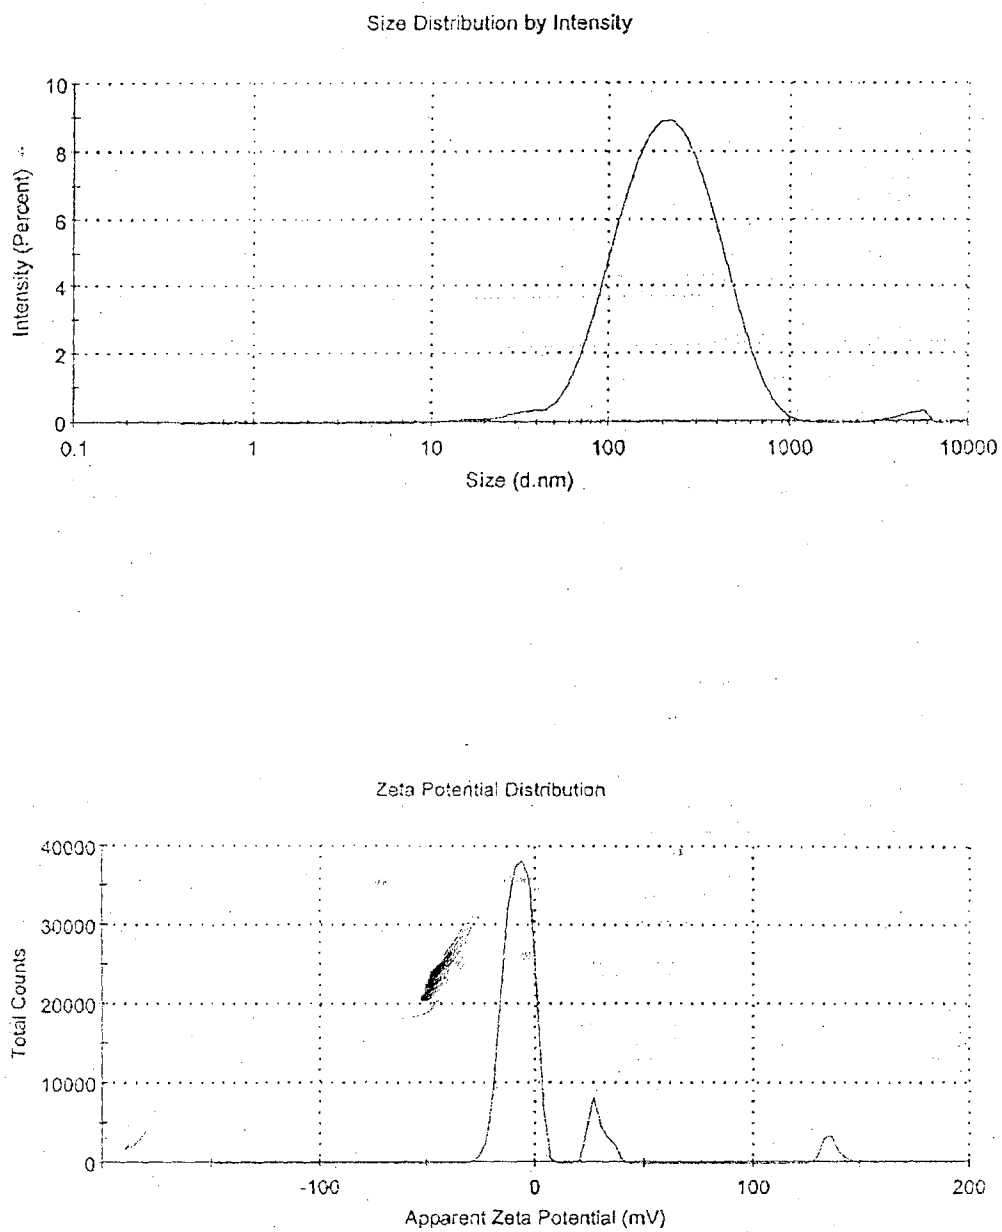 Size Distribution by Intensity
10
8
6
4
2
0
Intensity (Percent)
0.1 1 10 100 1000 10000
Size (d.nm)
Zeta Potential Distribution
40000
30000
20000
10000
0
Total Counts
-100 0 100 200
Apparent Zeta Potential (mV)